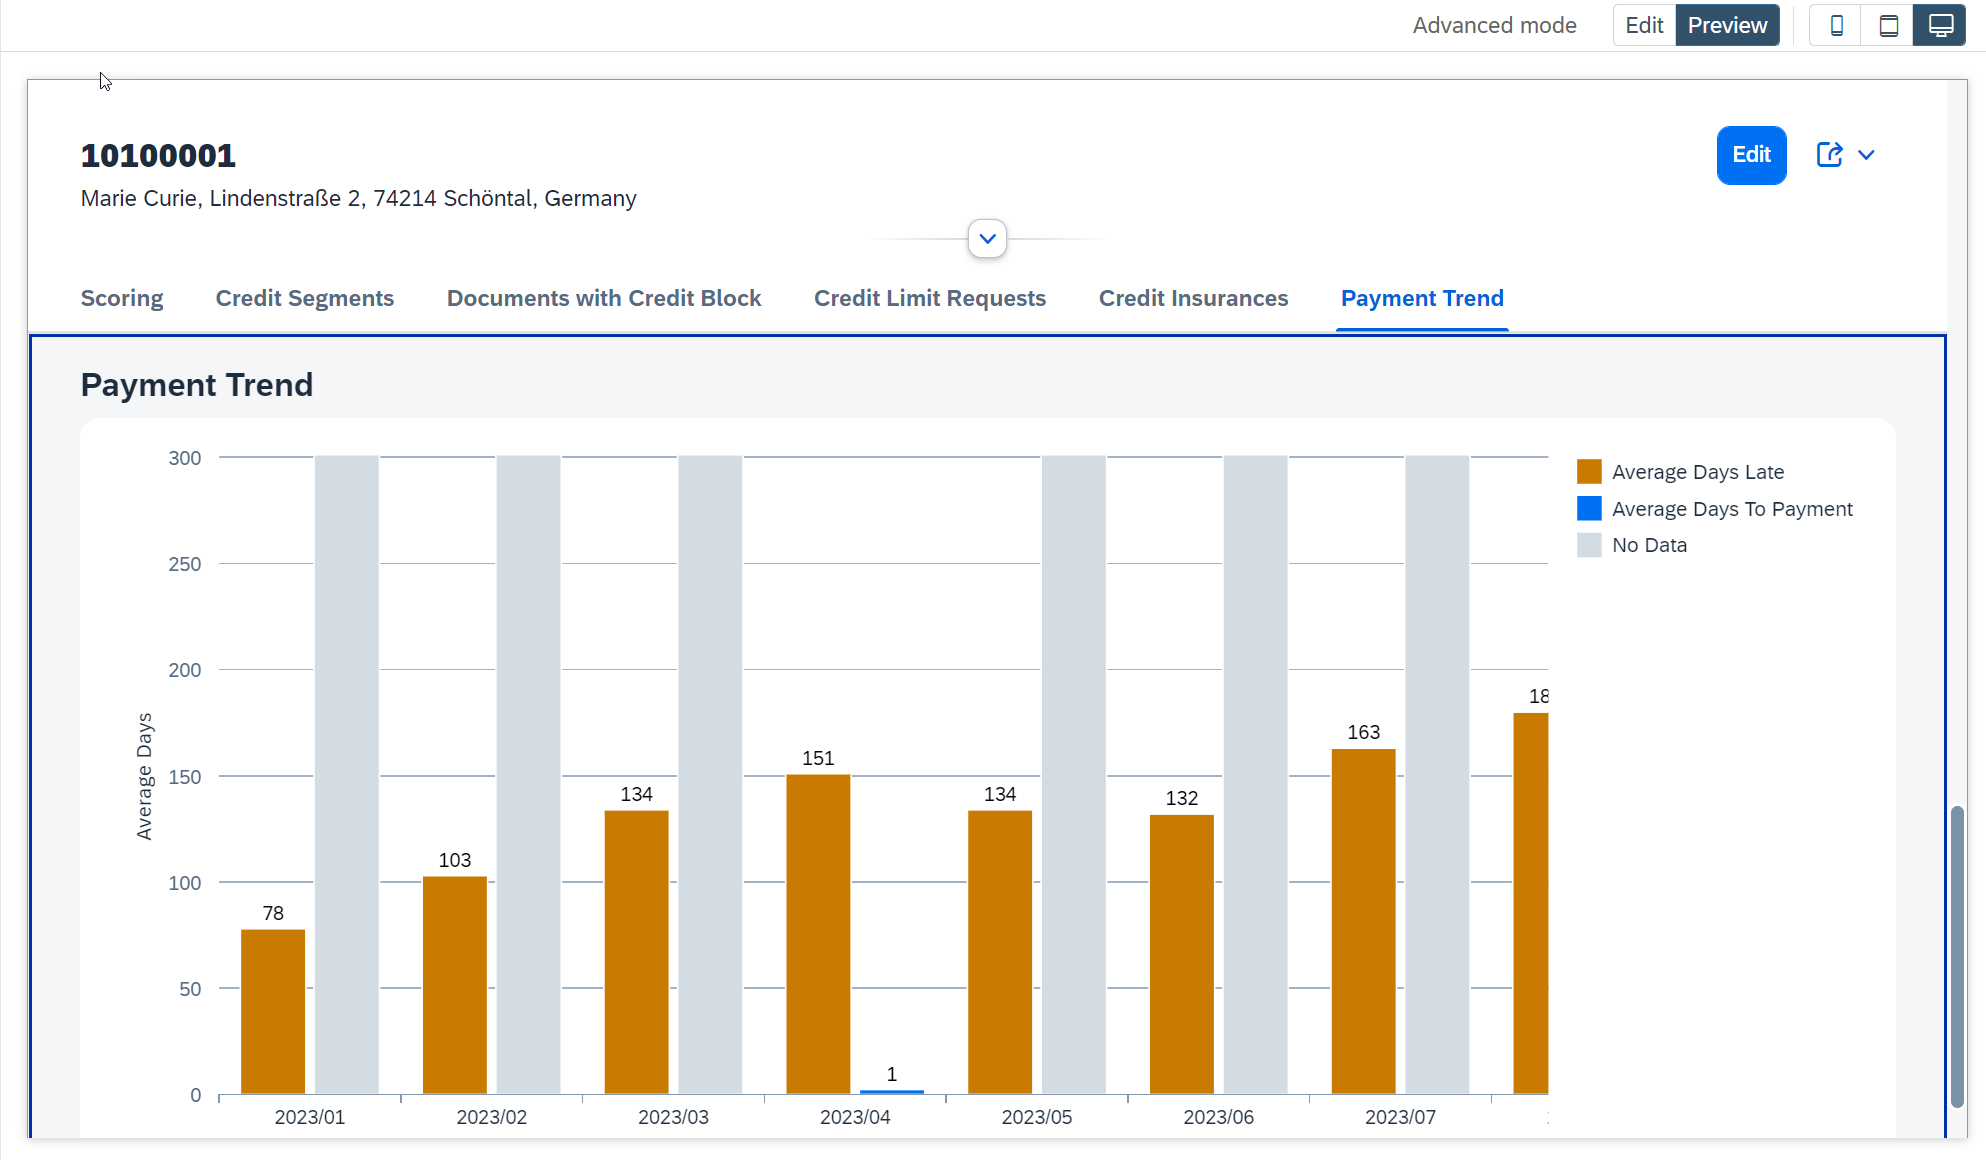 Advanced mode
Edit
Preview
10100001
Edit
Marie Curie, Lindenstraße 2, 74214 Schöntal, Germany
Scoring
Credit Segments
Documents with Credit Block
Credit Limit Requests
Credit Insurances
Payment Trend
Payment Trend
Average Days
300
250
200
150
100
50
0
78
103
134
151
1
134
132
163
18
2023/01
2023/02
2023/03
2023/04
2023/05
2023/06
2023/07
Average Days Late
Average Days To Payment
No Data